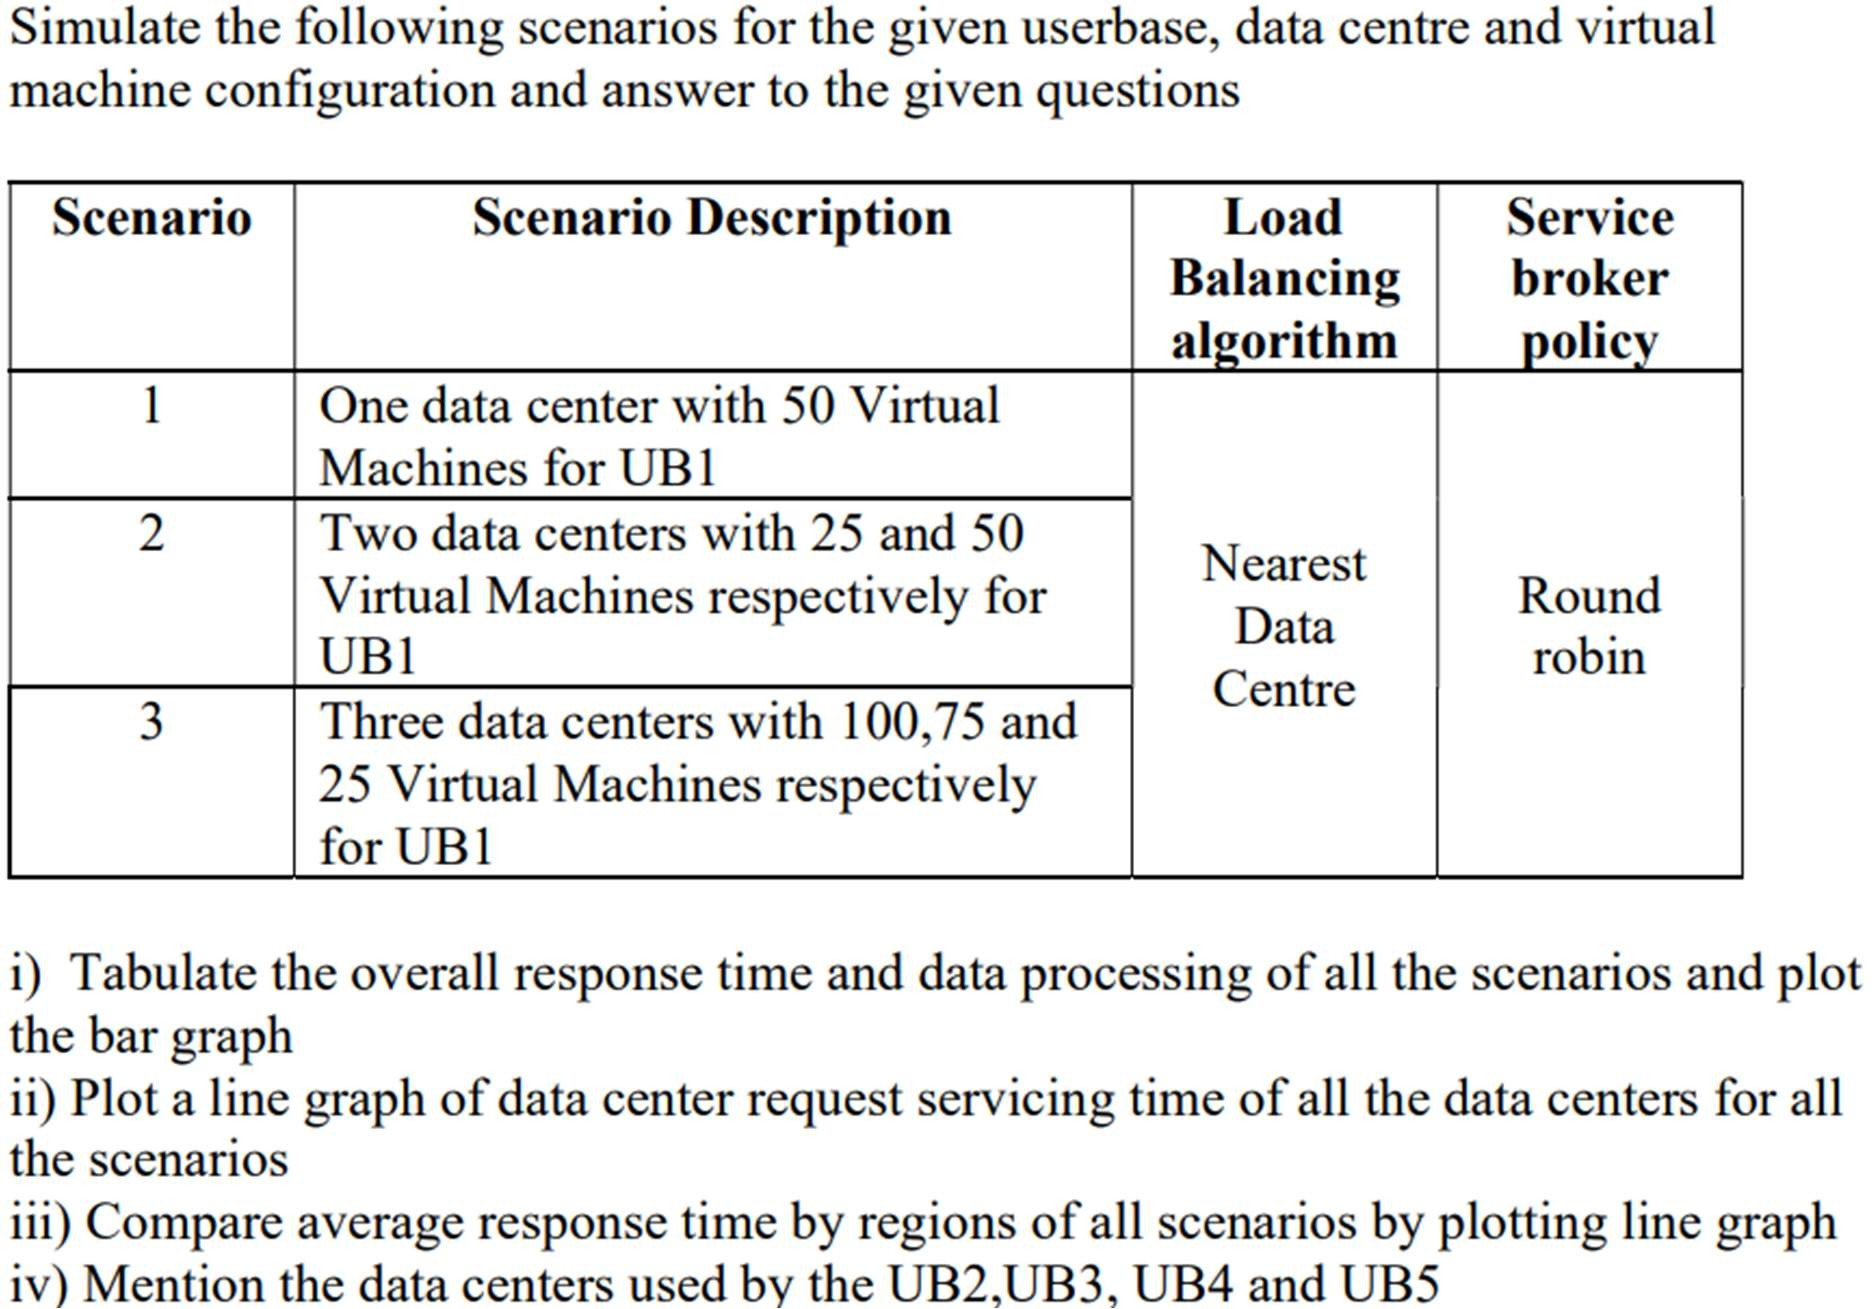 Simulate the following scenarios for the given userbase, data centre and virtual
machine configuration and answer to the given questions
Scenario
Scenario Description
Load
Balancing
algorithm
Service
broker
policy
1
One data center with 50 Virtual
Machines for UB1
2
Two data centers with 25 and 50
Virtual Machines respectively for
UB1
3
Three data centers with 100,75 and
25 Virtual Machines respectively
for UB1
Nearest
Data
Centre
Round
robin
i) Tabulate the overall response time and data processing of all the scenarios and plot
the bar graph
ii) Plot a line graph of data center request servicing time of all the data centers for all
the scenarios
iii) Compare average response time by regions of all scenarios by plotting line graph
iv) Mention the data centers used by the UB2,UB3, UB4 and UB5